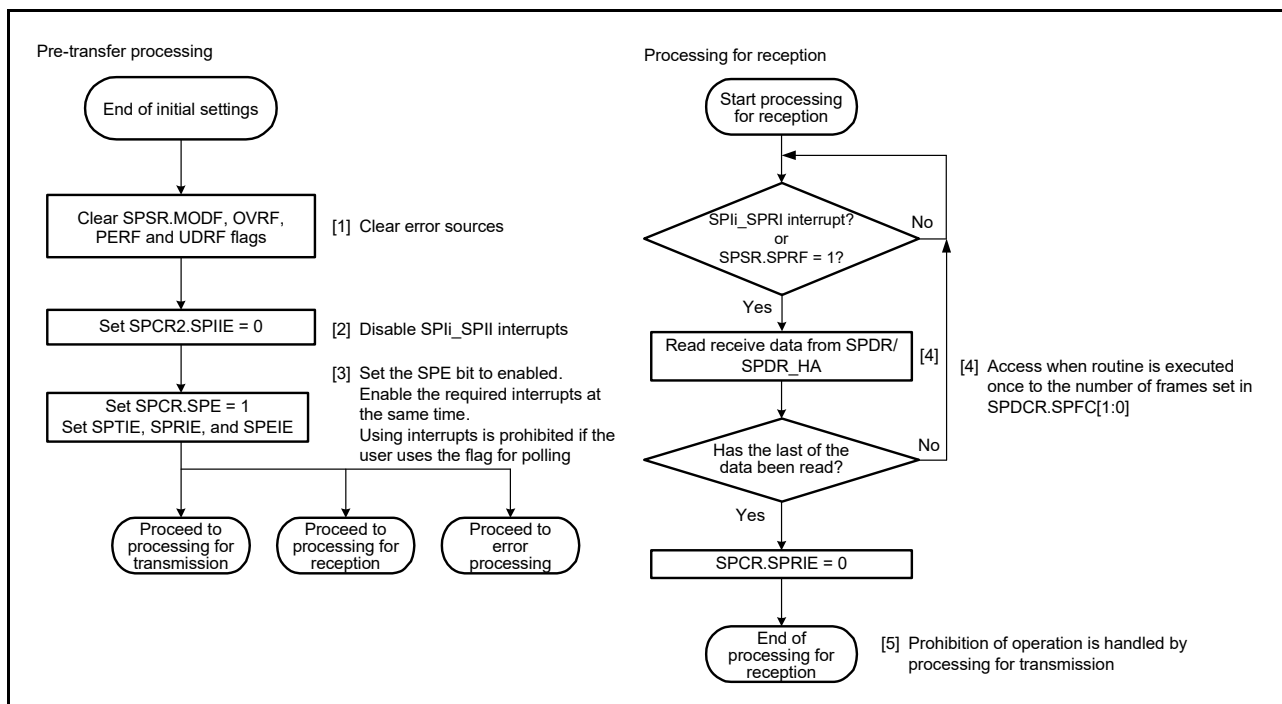 Pre-transfer processing
End of initial settings
Clear SPSR.MODF, OVRF,
PERF and UDRF flags
[1] Clear error sources
Set SPCR2.SPIIE = 0
[2] Disable SPIi_SPII interrupts
Set SPCR.SPE = 1
Set SPTIE, SPRIE, and SPEIE
[3] Set the SPE bit to enabled.
Enable the required interrupts at
the same time.
Using interrupts is prohibited if the
user uses the flag for polling
Proceed to
processing for
transmission
Proceed to
processing for
reception
Proceed to
error
processing
Processing for reception
Start processing
for reception
SPIi_SPRI interrupt?
or
SPSR.SPRF = 1?
No
Yes
Read receive data from SPDR/
SPDR_HA
[4]
[4] Access when routine is executed
once to the number of frames set in
SPDCR.SPFC[1:0]
Has the last of the
data been read?
No
Yes
SPCR.SPRIE = 0
End of
processing for
reception
[5] Prohibition of operation is handled by
processing for transmission